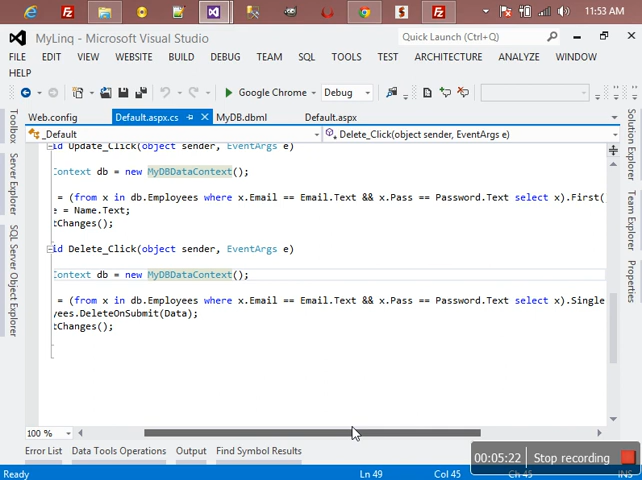 11:53 AM
MyLinq - Microsoft Visual Studio
Quick Launch (Ctrl+Q)
FILE EDIT VIEW WEBSITE BUILD DEBUG TEAM SQL TOOLS TEST ARCHITECTURE ANALYZE WINDOW
HELP
Google Chrome Debug
Web.config Default.aspx.cs MyDB.dbml Default.aspx
_Default Delete_Click(object sender, EventArgs e)
id Update_Click(object sender, EventArgs e)
Context db = new MyDBDataContext();
= (from x in db.Employees where x.Email == Email.Text && x.Pass == Password.Text select x).First(
e = Name.Text;
tChanges();
id Delete_Click(object sender, EventArgs e)
Context db = new MyDBDataContext();
= (from x in db.Employees where x.Email == Email.Text && x.Pass == Password.Text select x).Single
yees.DeleteOnSubmit(Data);
tChanges();
Toolbox
Server Explorer
SQL Server Object Explorer
Solution Explorer
Team Explorer
Properties
100 %
Error List Data Tools Operations Output Find Symbol Results
00:05:22 Stop recording
Ready Ln 49 Col 45 Ch 45 INS